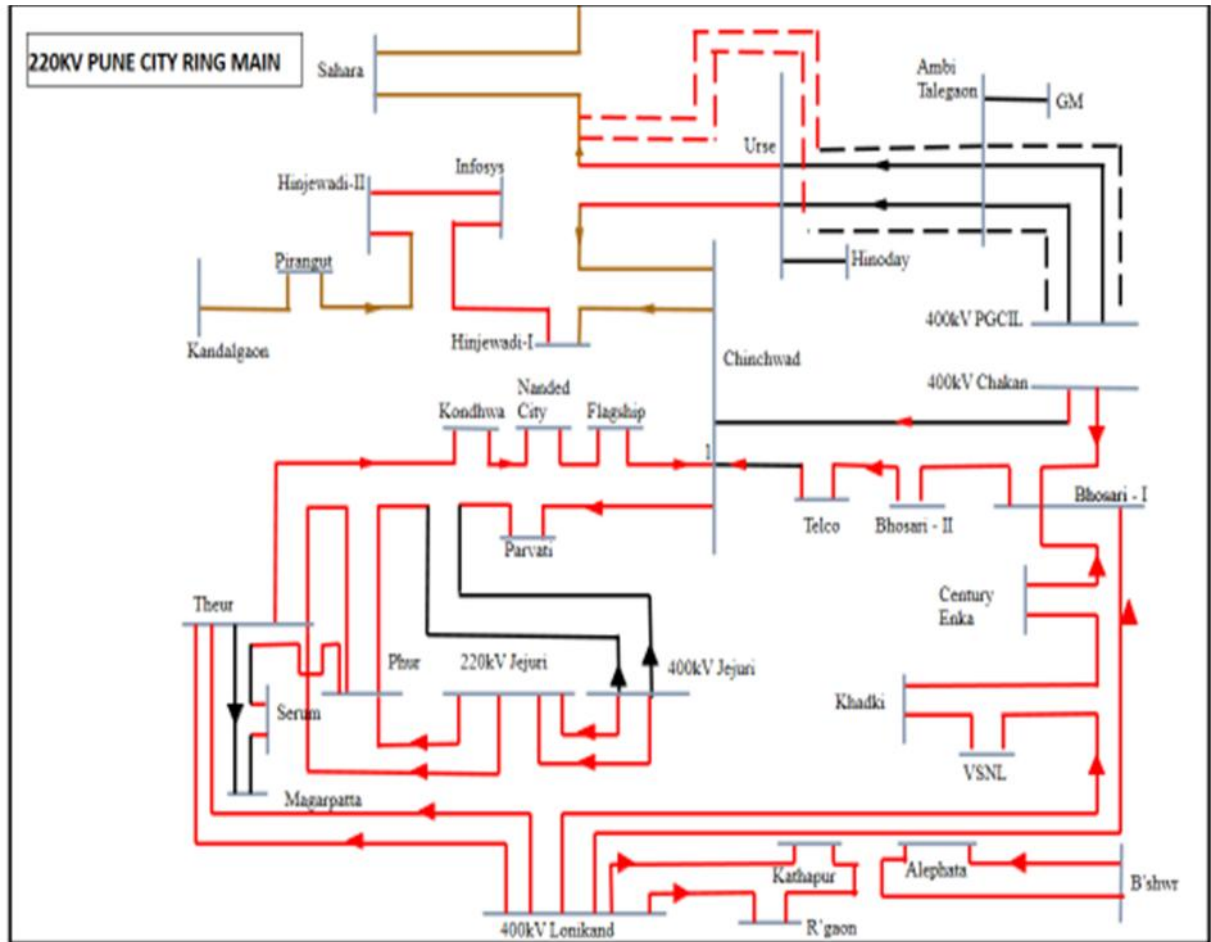 220KV PUNE CITY RING MAIN
Sahara
Ambi
Talegaon
GM
Urse
Infosys
Hinjewadi-II
Hinoday
Pirangut
400kV PGCIL
Kandalgaon
Hinjewadi-I
Chinchwad
400kV Chakan
Kondhwa
Nanded
City
Flagship
1
Bhosari - I
Telco
Bhosari - II
Parvati
Century
Enka
Theur
Phur
220kV Jejuri
400kV Jejuri
Khadki
Serum
VSNL
Magarpatta
Kathapur
Alephata
B'shwr
400kV Lonikand
R'gaon